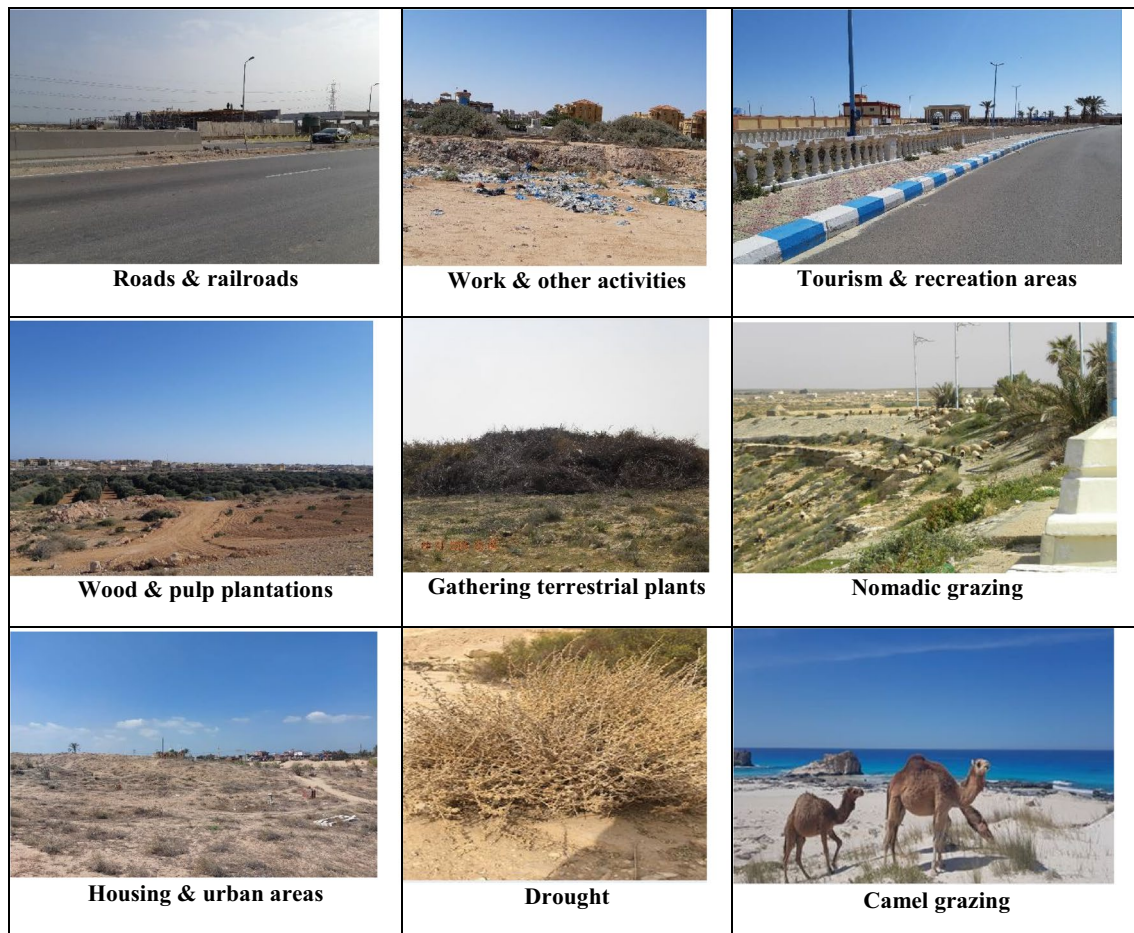 Roads & railroads
Work & other activities
Tourism & recreation areas
Wood & pulp plantations
Gathering terrestrial plants
Nomadic grazing
Housing & urban areas
Drought
Camel grazing